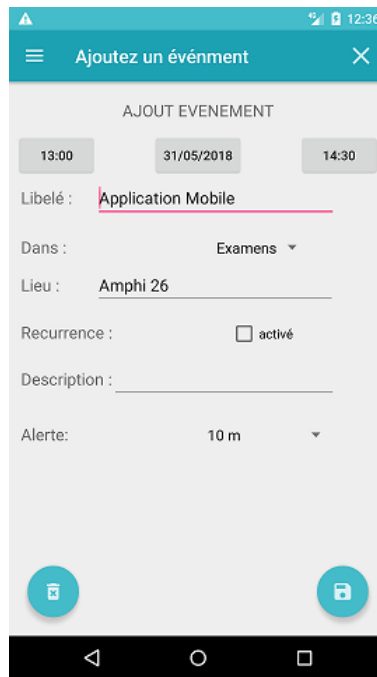 12:36
Ajoutez un événment
AJOUT EVENEMENT
13:00 31/05/2018 14:30
Libelé : Application Mobile
Dans : Examens
Lieu : Amphi 26
Recurrence : activé
Description :
Alerte: 10 m